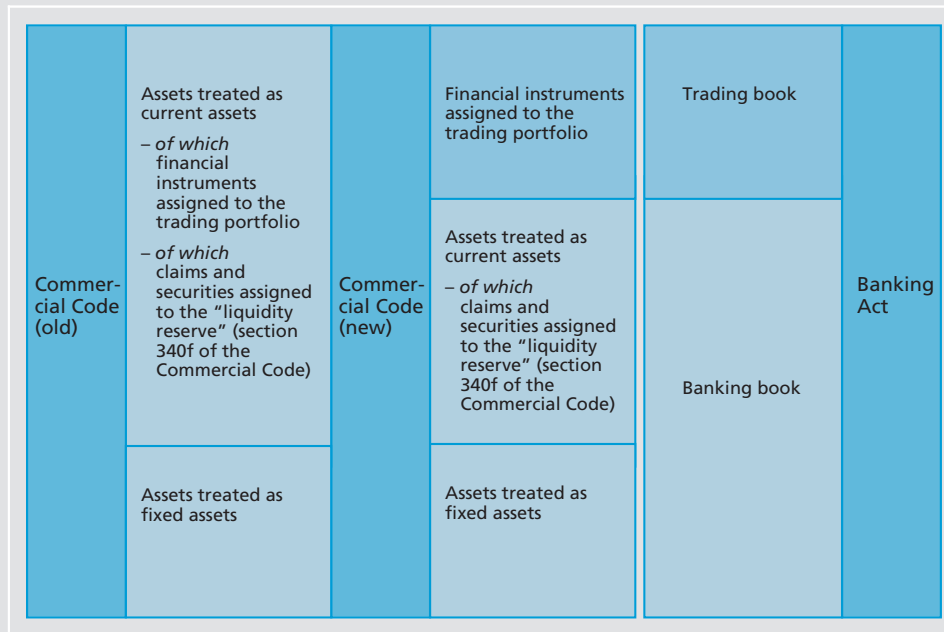 Commer-
cial Code
(old)
Assets treated as
current assets
– of which
financial
instruments
assigned to the
trading portfolio
– of which
claims and
securities assigned
to the “liquidity
reserve” (section
340f of the
Commercial Code)
Assets treated as
fixed assets
Commer-
cial Code
(new)
Financial instruments
assigned to the
trading portfolio
Assets treated as
current assets
– of which
claims and
securities assigned
to the “liquidity
reserve” (section
340f of the
Commercial Code)
Assets treated as
fixed assets
Trading book
Banking book
Banking
Act